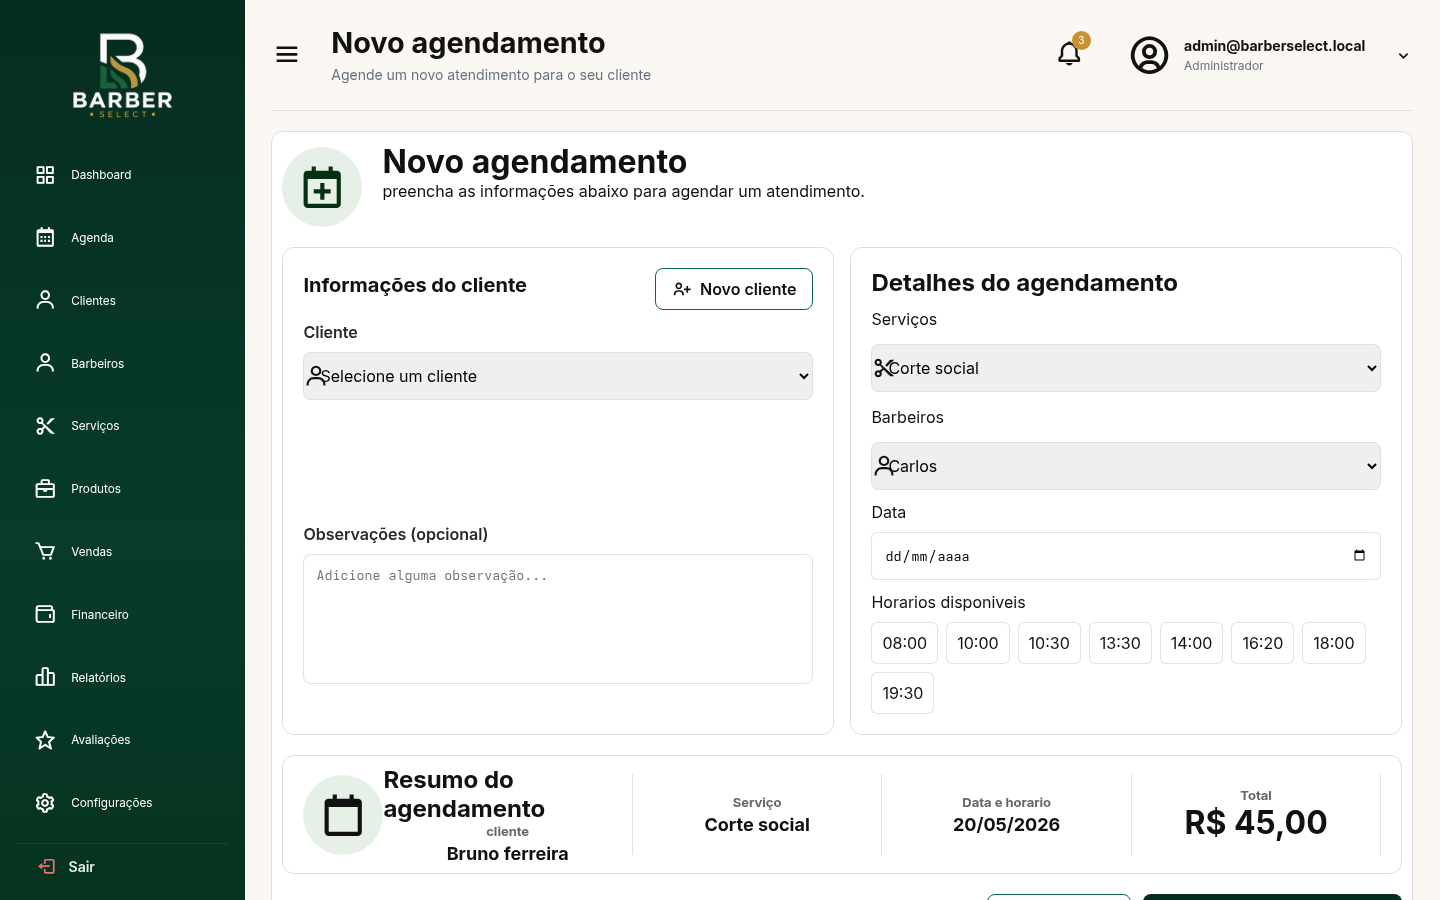 BARBER
SELECT
Dashboard
Agenda
Clientes
Barbeiros
Serviços
Produtos
Vendas
Financeiro
Relatórios
Avaliações
Configurações
Sair
Novo agendamento
Agende um novo atendimento para o seu cliente
3
admin@barberselect.local
Administrador
Novo agendamento
preencha as informações abaixo para agendar um atendimento.
Informações do cliente
Novo cliente
Cliente
Selecione um cliente
Observações (opcional)
Adicione alguma observação...
Detalhes do agendamento
Serviços
Corte social
Barbeiros
Carlos
Data
dd/mm/aaaa
Horarios disponiveis
08:00 10:00 10:30 13:30 14:00 16:20 18:00
19:30
Resumo do
agendamento
cliente
Bruno ferreira
Serviço
Corte social
Data e horario
20/05/2026
Total
R$ 45,00